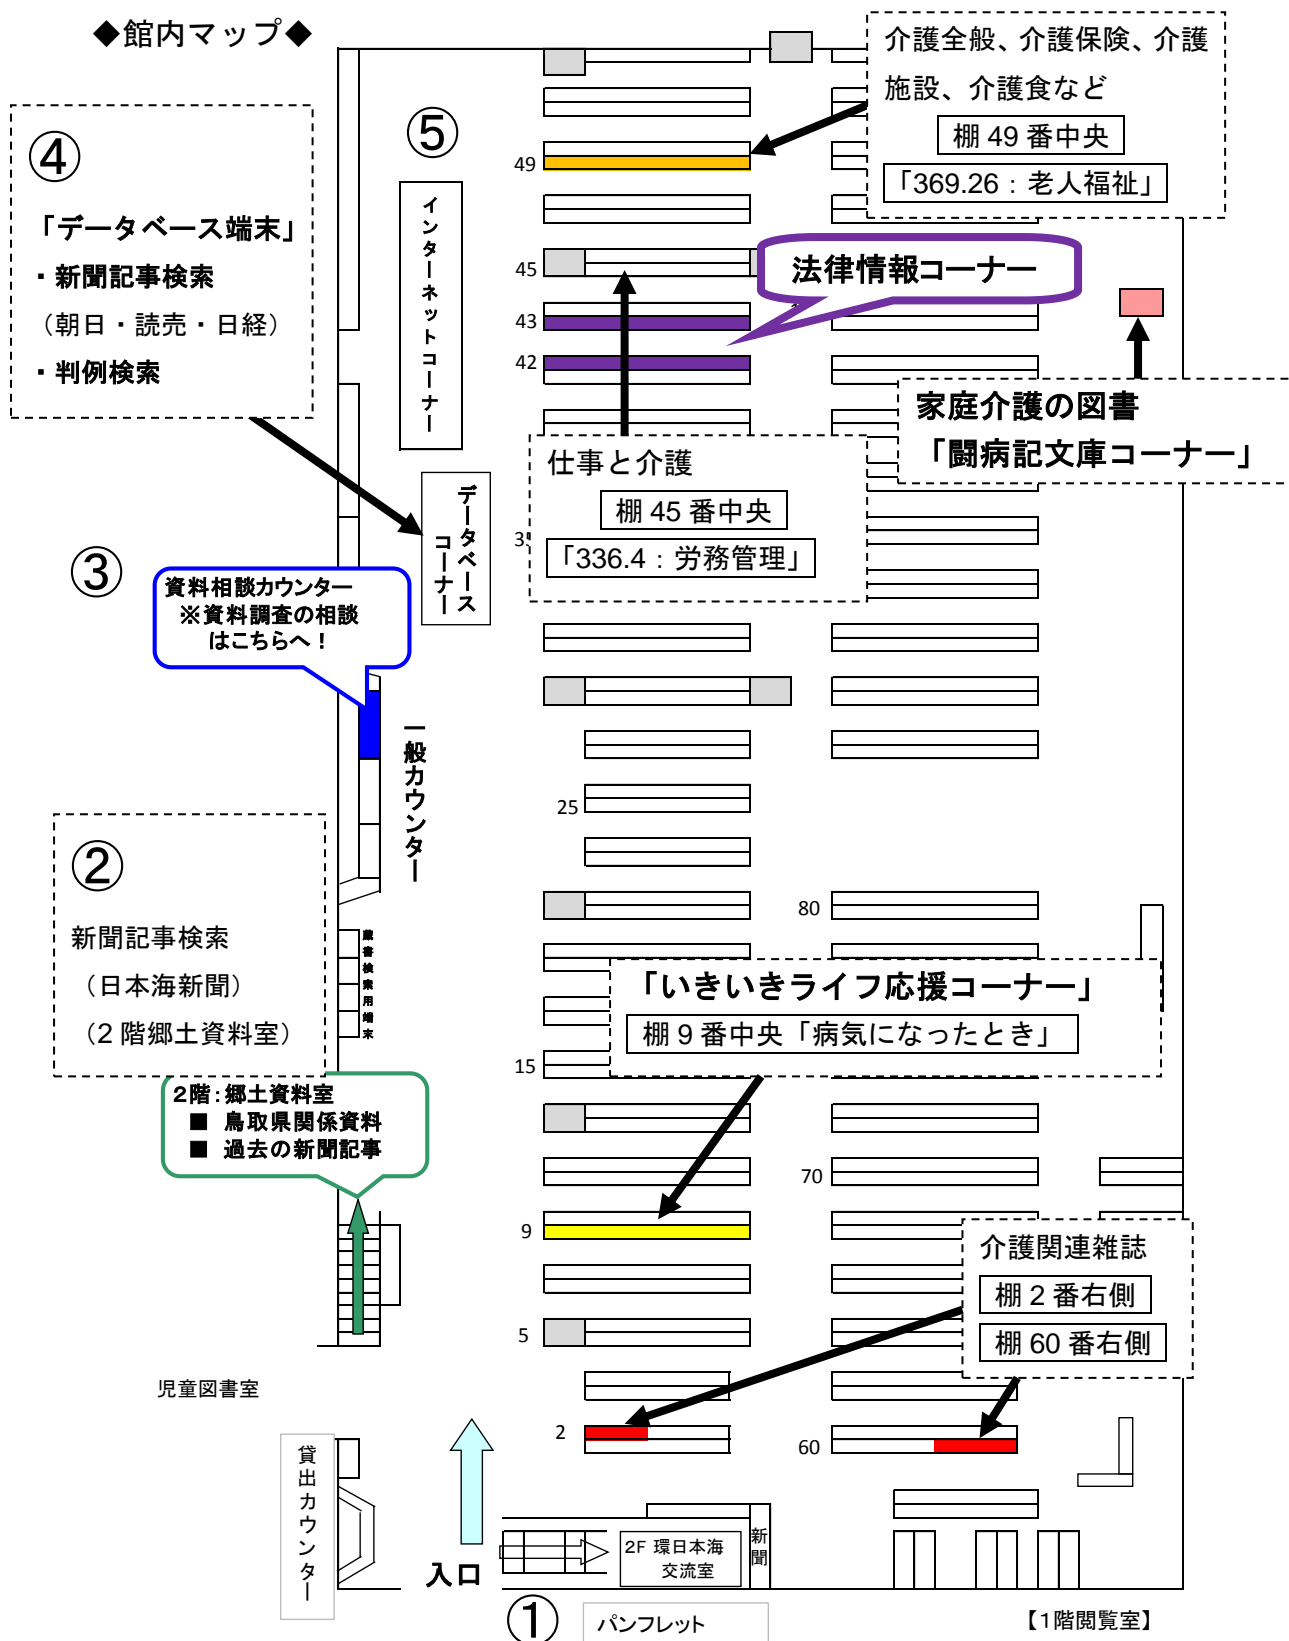 ◆館内マップ◆
介護全般、介護保険、介護
施設、介護食など
棚 49 番中央
「369.26：老人福祉」
④
「データベース端末」
・新聞記事検索
（朝日・読売・日経）
・判例検索
⑤
インターネットコーナー
49
45
43
42
法律情報コーナー
家庭介護の図書
「闘病記文庫コーナー」
仕事と介護
棚 45 番中央
「336.4：労務管理」
データベース
コーナー
③
資料相談カウンター
※資料調査の相談
はこちらへ！
一般カウンター
25
②
新聞記事検索
（日本海新聞）
（2 階郷土資料室）
蔵書検索用端末
80
「いきいきライフ応援コーナー」
棚 9 番中央「病気になったとき」
15
2階：郷土資料室
■ 鳥取県関係資料
■ 過去の新聞記事
70
9
介護関連雑誌
棚 2 番右側
棚 60 番右側
5
児童図書室
2
60
貸出カウンター
入口
2F 環日本海
交流室
新聞
①
パンフレット
【1階閲覧室】